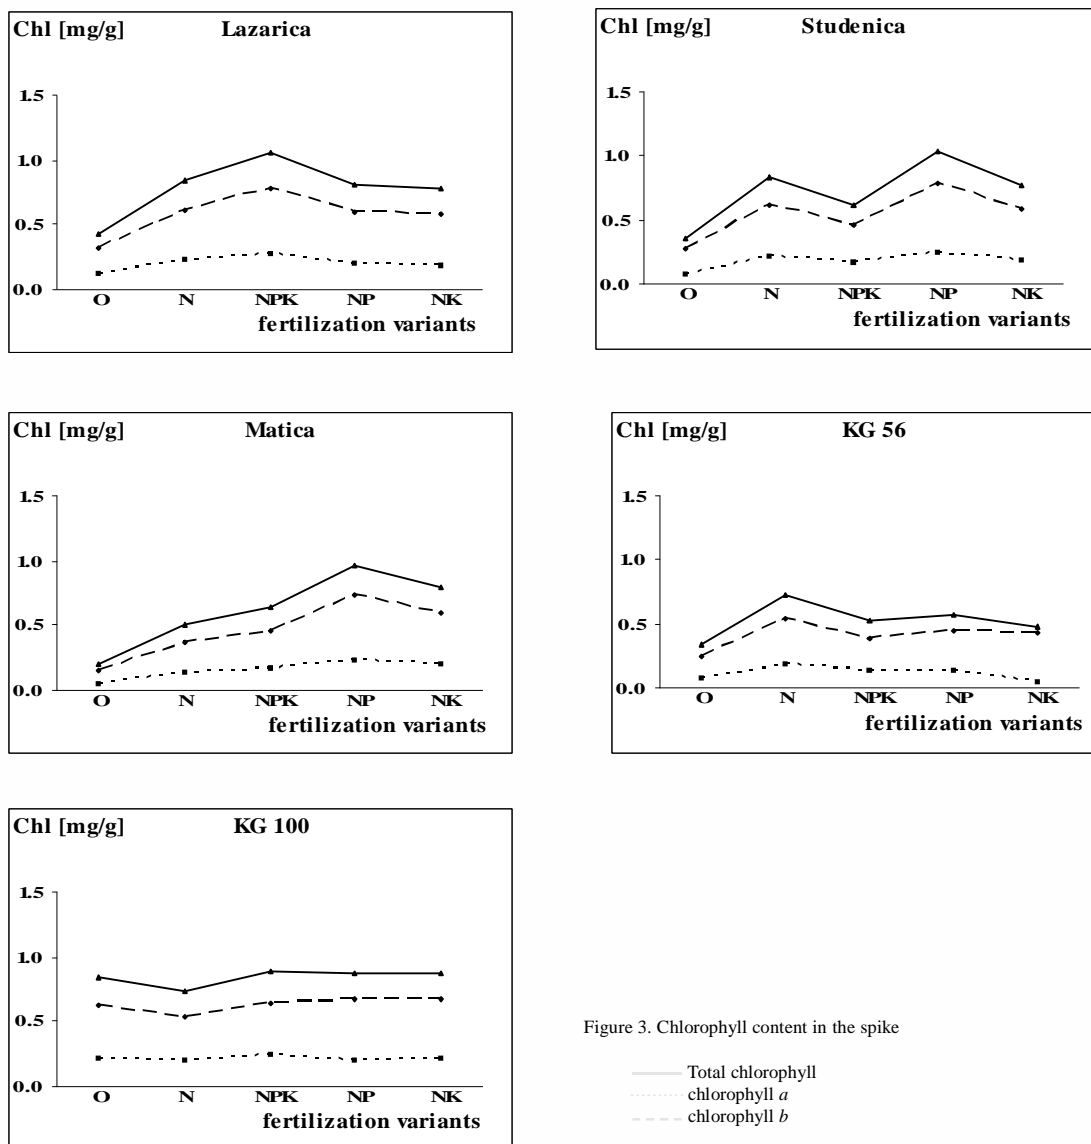 Chl [mg/g] Lazarica
1.5
1.0
0.5
0.0
O N NPK NP NK
fertilization variants
Chl [mg/g] Studenica
1.5
1.0
0.5
0.0
O N NPK NP NK
fertilization variants
Chl [mg/g] Matica
1.5
1.0
0.5
0.0
O N NPK NP NK
fertilization variants
Chl [mg/g] KG 56
1.5
1.0
0.5
0.0
O N NPK NP NK
fertilization variants
Chl [mg/g] KG 100
1.5
1.0
0.5
0.0
O N NPK NP NK
fertilization variants
Figure 3. Chlorophyll content in the spike
Total chlorophyll
chlorophyll a
chlorophyll b